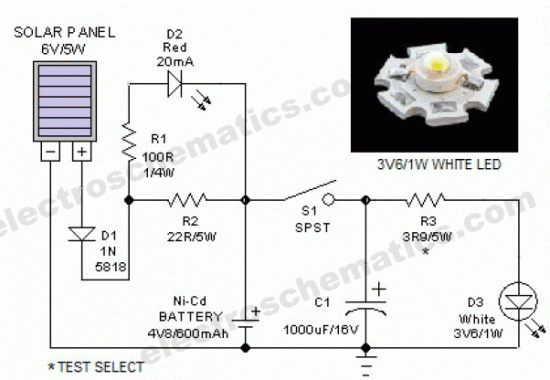 SOLAR PANEL
6V/5W
D2
Red
20mA
R1
100R
1/4W
3V6/1W WHITE LED
R2
22R/5W
S1
SPST
R3
3R9/5W
*
D1
1N
5818
Ni-Cd
BATTERY
4V8/600mAh
C1
1000uF/16V
D3
White
3V6/1W
* TEST SELECT
electroschematics.com
electroschematics.com